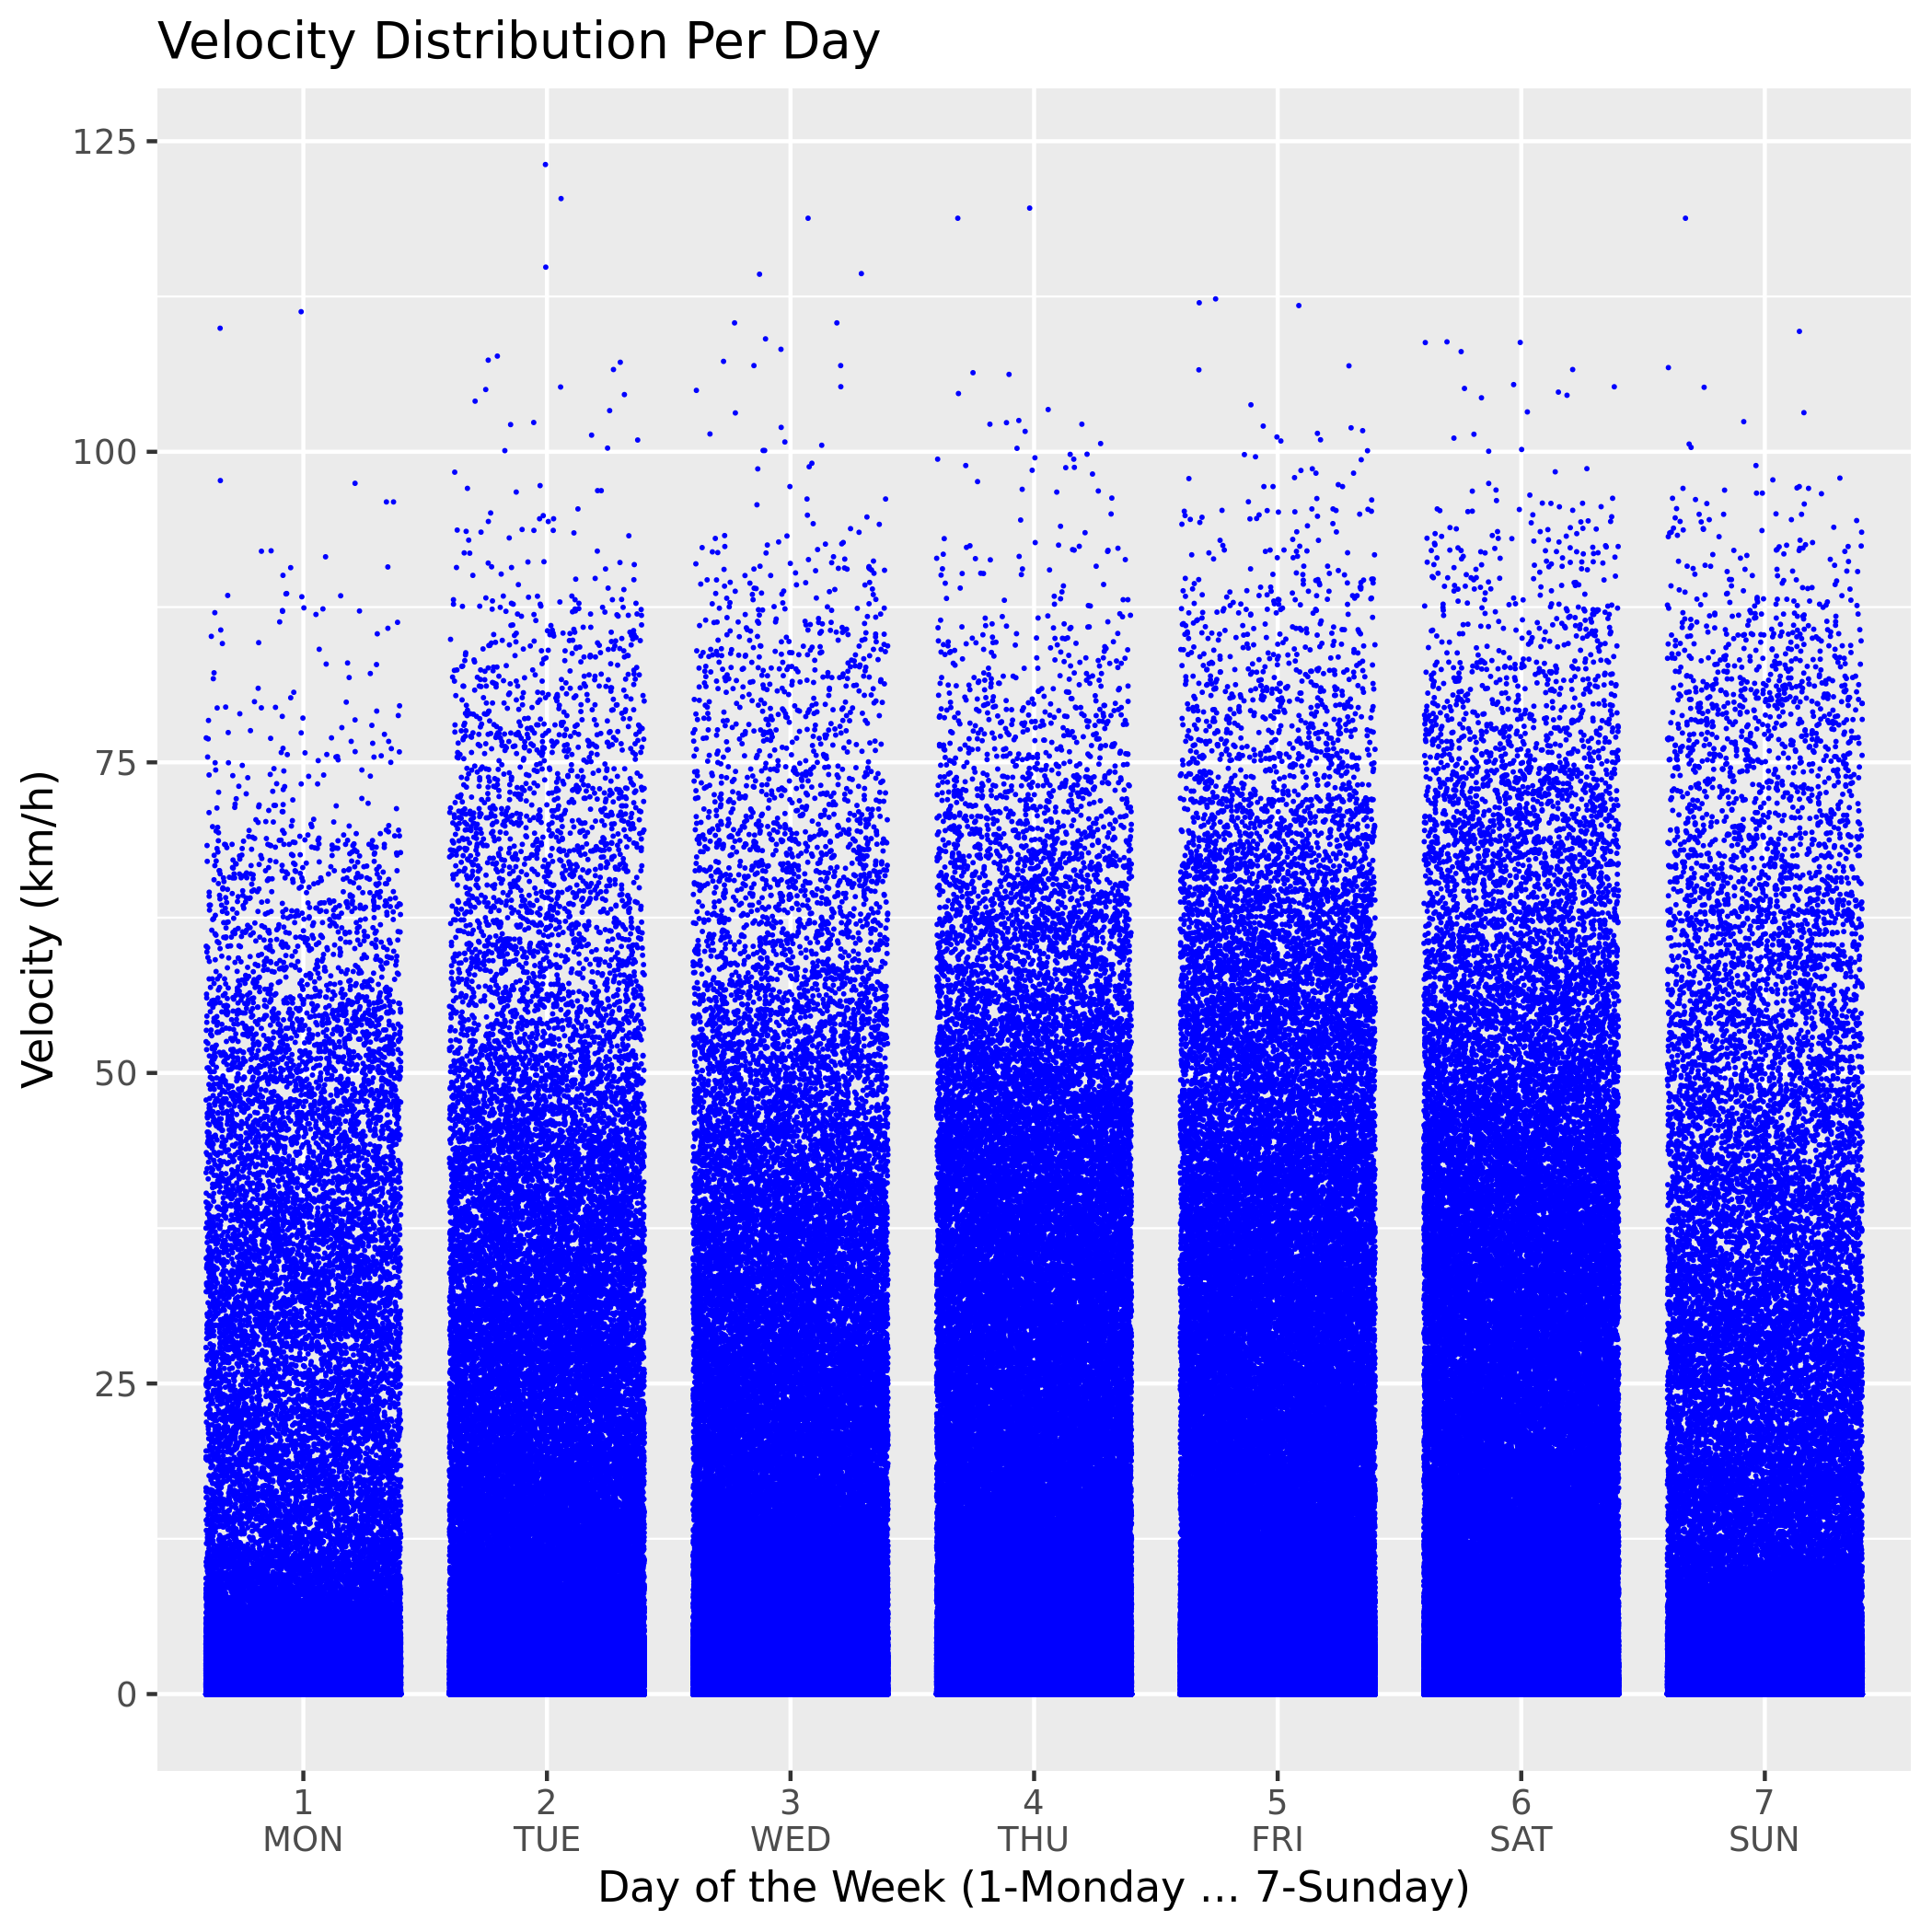 Velocity Distribution Per Day
Velocity (km/h)
125
100
75
50
25
0
1 2 3 4 5 6 7
MON TUE WED THU FRI SAT SUN
Day of the Week (1-Monday ... 7-Sunday)